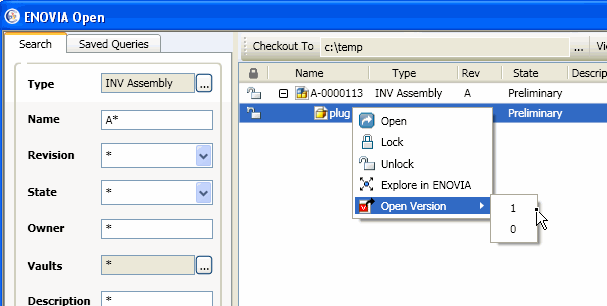 ENOVIA Open
Search Saved Queries
Checkout To c:\temp ... Vi
Type INV Assembly ...
Name Type Rev State Descrip
A-0000113 INV Assembly A Preliminary
plug Preliminary
Name A*
Open
Lock
Revision *
Unlock
Explore in ENOVIA
State *
Open Version
1
Owner *
0
Vaults * ...
Description *